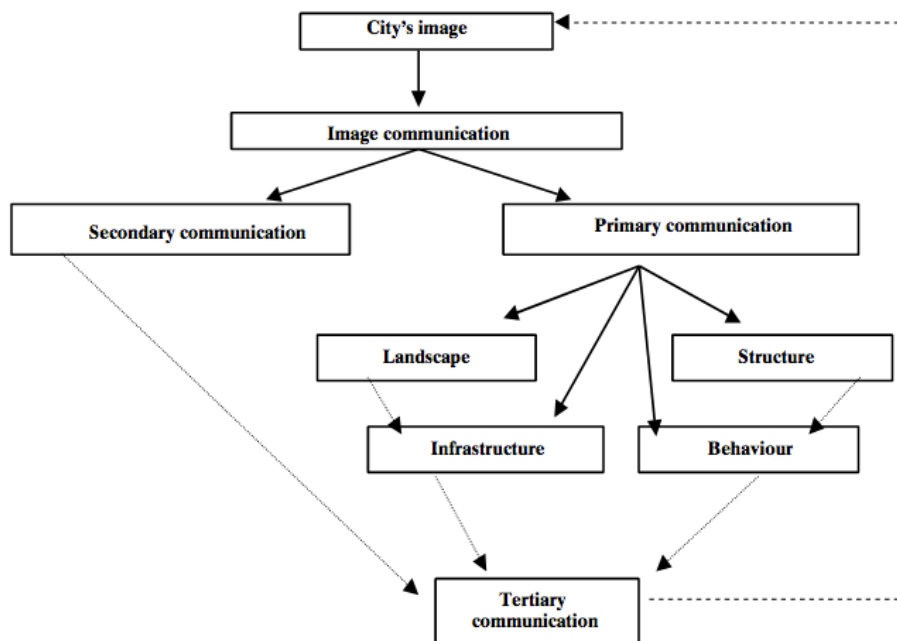 City's image
Image communication
Secondary communication
Primary communication
Landscape
Structure
Infrastructure
Behaviour
Tertiary
communication